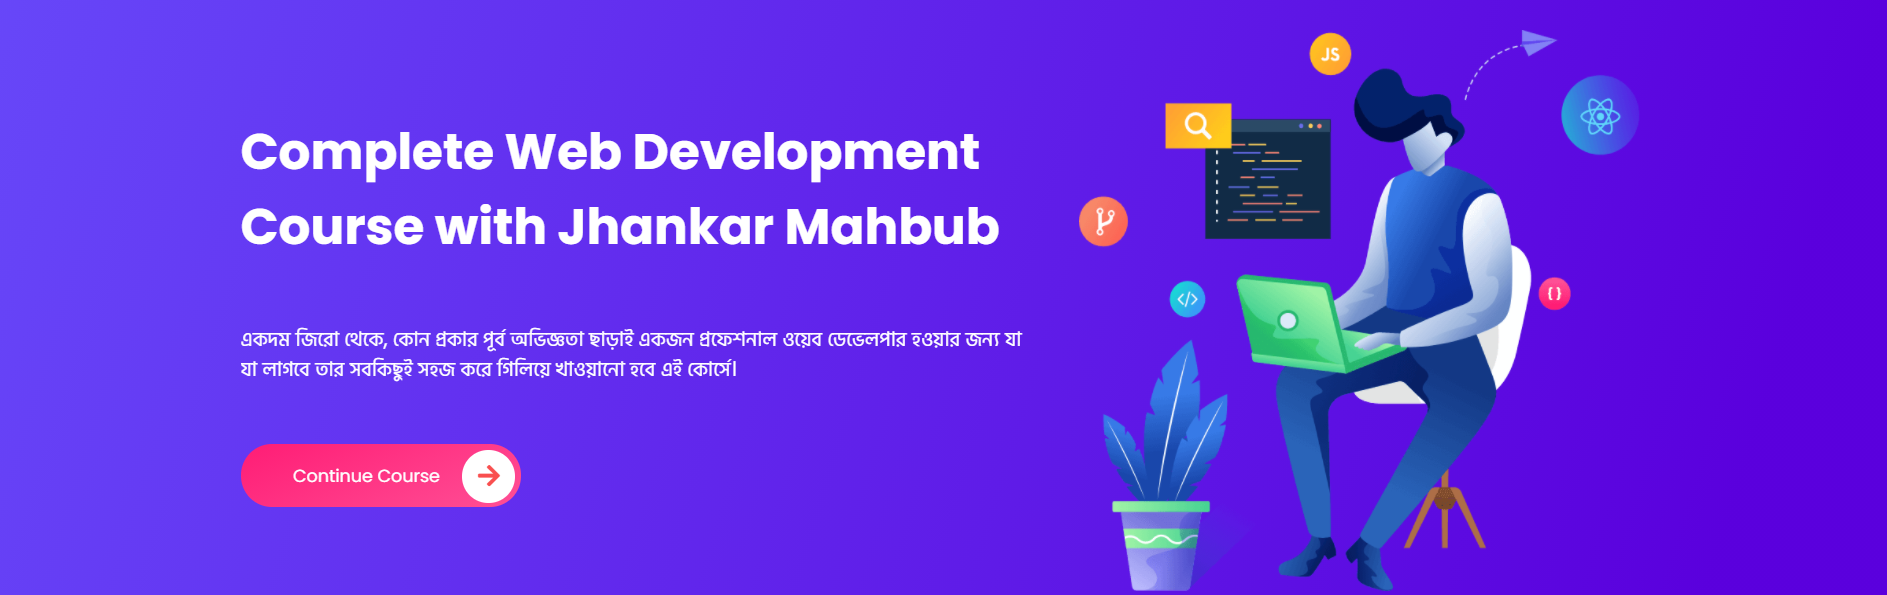 Complete Web Development
Course with Jhankar Mahbub
একদম জিরো থেকে, কোন প্রকার পূর্ব অভিজ্ঞতা ছাড়াই একজন প্রফেশনাল ওয়েব ডেভেলপার হওয়ার জন্য যা
যা লাগবে তার সবকিছুই সহজ করে গিলিয়ে খাওয়ানো হবে এই কোর্সে।
Continue Course
JS
</>
{ }